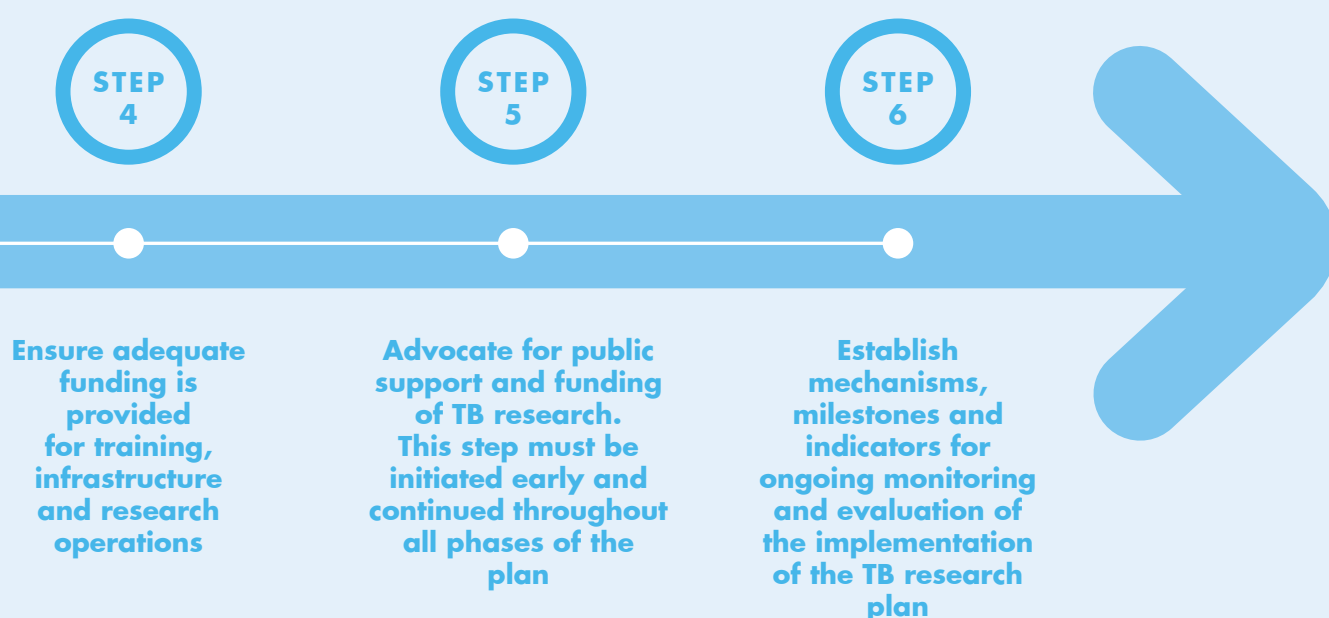 STEP
4
STEP
5
STEP
6
Ensure adequate
funding is
provided
for training,
infrastructure
and research
operations
Advocate for public
support and funding
of TB research.
This step must be
initiated early and
continued throughout
all phases of the
plan
Establish
mechanisms,
milestones and
indicators for
ongoing monitoring
and evaluation of
the implementation
of the TB research
plan